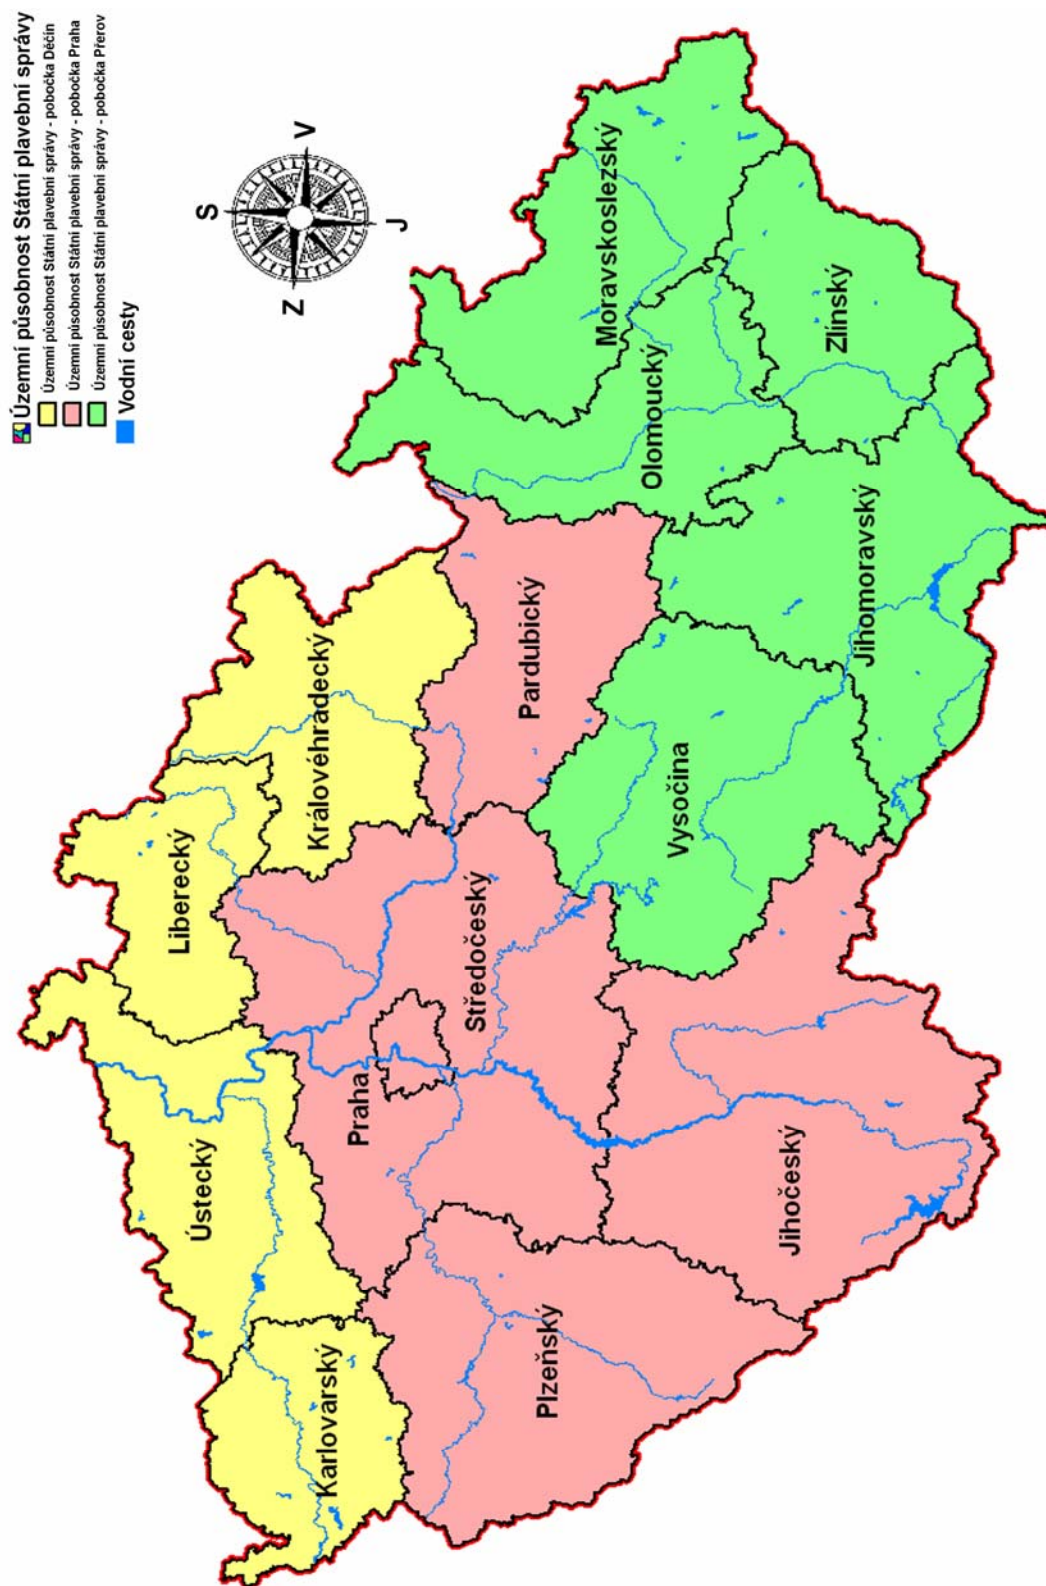 Územní působnost Státní plavební správy
Územní působnost Státní plavební správy - pobočka Děčín
Územní působnost Státní plavební správy - pobočka Praha
Územní působnost Státní plavební správy - pobočka Přerov
Vodní cesty
S
V
J
Z
Ústecký
Liberecký
Karlovarský
Královéhradecký
Praha
Středočeský
Pardubický
Plzeňský
Jihočeský
Vysočina
Olomoucký
Moravskoslezský
Jihomoravský
Zlínský